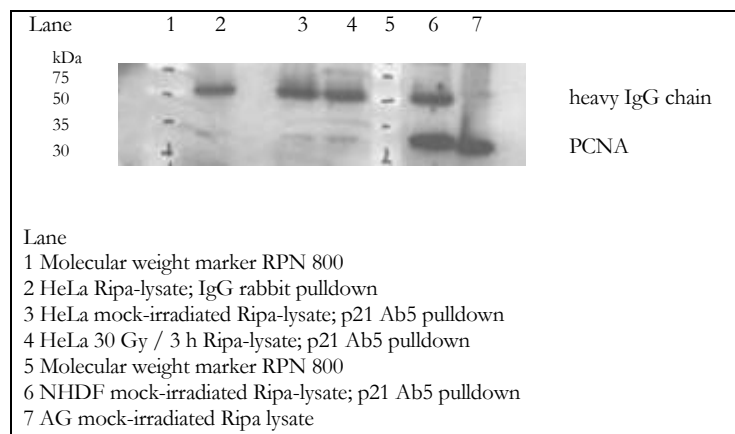 Lane 1 2 3 4 5 6 7
kDa
75
50 heavy IgG chain
35
30 PCNA
Lane
1 Molecular weight marker RPN 800
2 HeLa Ripa-lysate; IgG rabbit pulldown
3 HeLa mock-irradiated Ripa-lysate; p21 Ab5 pulldown
4 HeLa 30 Gy / 3 h Ripa-lysate; p21 Ab5 pulldown
5 Molecular weight marker RPN 800
6 NHDF mock-irradiated Ripa-lysate; p21 Ab5 pulldown
7 AG mock-irradiated Ripa lysate